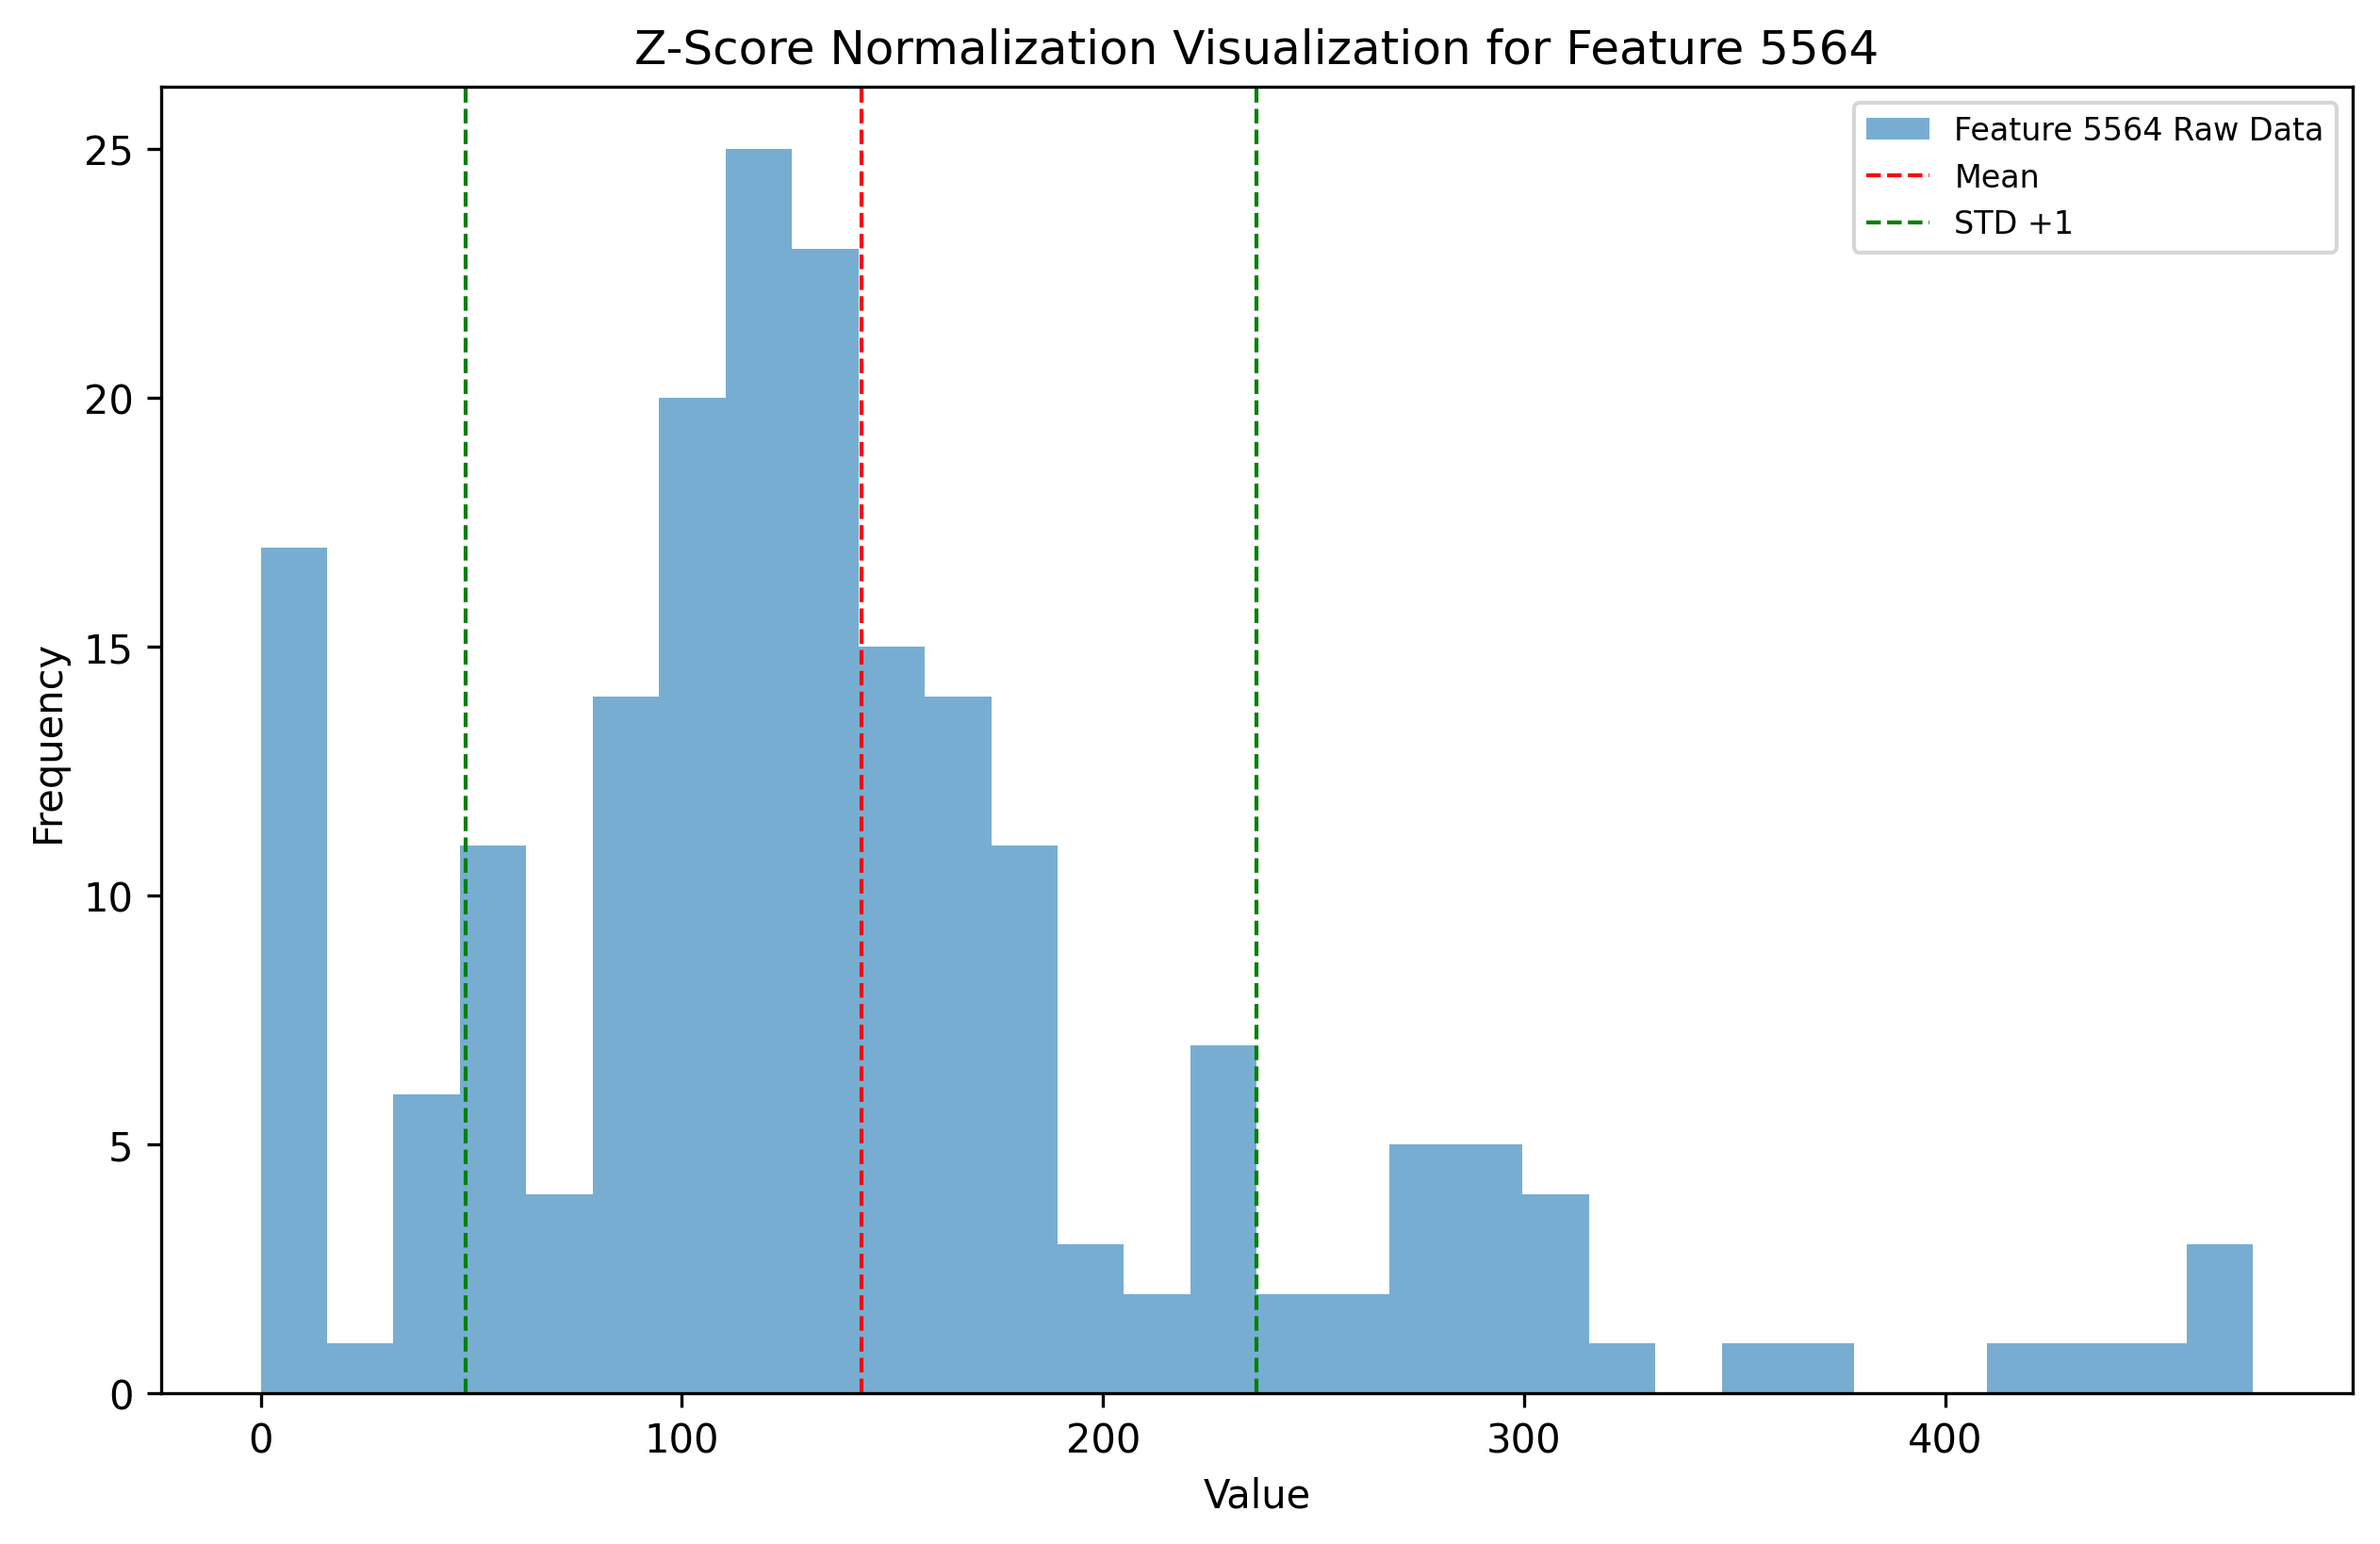 Z-Score Normalization Visualization for Feature 5564
Feature 5564 Raw Data
Mean
STD +1
25
20
15
10
5
0
Frequency
0 100 200 300 400
Value